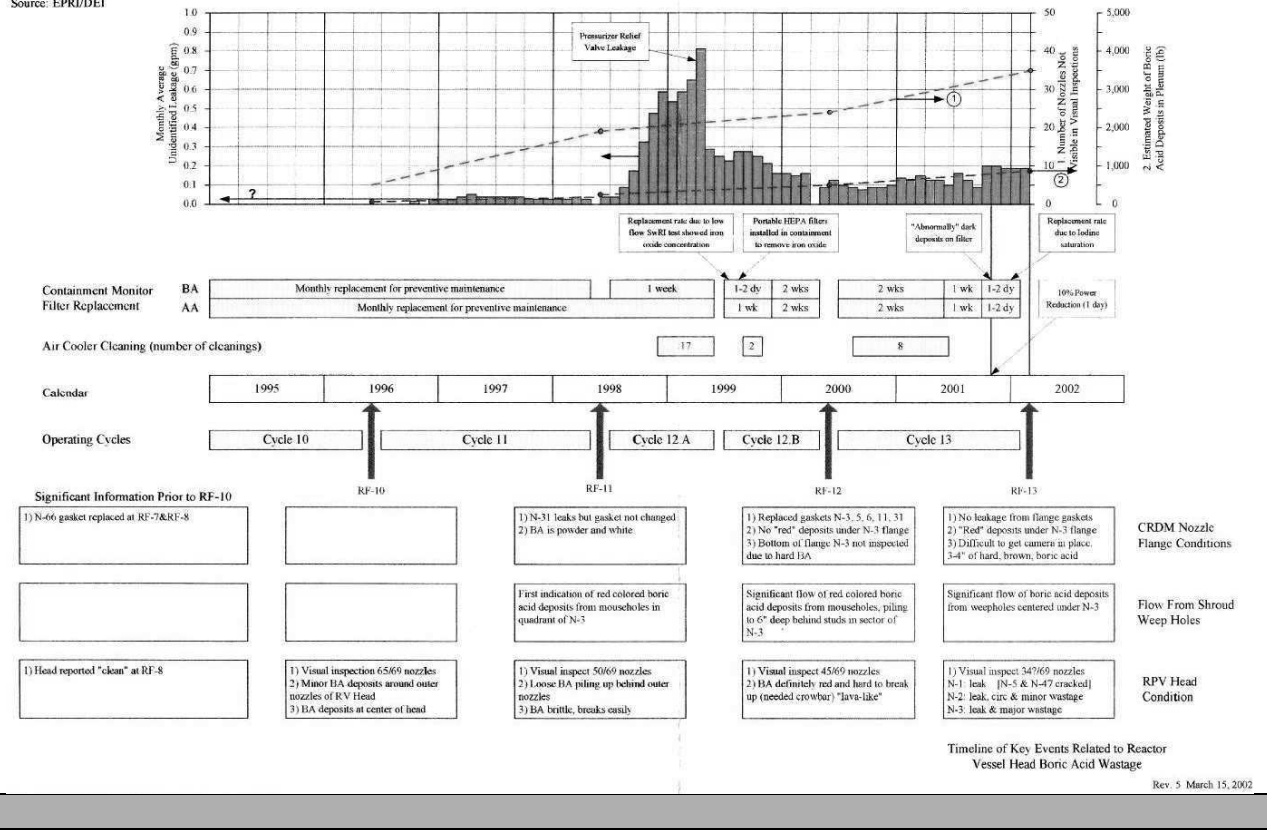 Source: EPRI/DEI
Monthly Average
Unidentified Leakage (gpm)
1.0
0.9
0.8
0.7
0.6
0.5
0.4
0.3
0.2
0.1
0.0
?
Pressurizer Relief
Valve Leakage
1
2
50
40
30
20
10
0
1 Number of Nozzles Not
Visible in Visual Inspections
5,000
4,000
3,000
2,000
1,000
0
2. Estimated Weight of Boric
Acid Deposits in Plenum (lb)
Replacement rate due to low
flow SwRI test showed iron
oxide concentration
Portable HEPA filters
installed in containment
to remove iron oxide
"Abnormally" dark
deposits on filter
Replacement rate
due to Iodine
saturation
Containment Monitor
Filter Replacement
BA
Monthly replacement for preventive maintenance
1 week
1-2 dy
2 wks
2 wks
1 wk
1-2 dy
AA
Monthly replacement for preventive maintenance
1 wk
2 wks
2 wks
1 wk
1-2 dy
10% Power
Reduction (1 day)
Air Cooler Cleaning (number of cleanings)
17
2
8
Calendar
1995
1996
1997
1998
1999
2000
2001
2002
Operating Cycles
Cycle 10
Cycle 11
Cycle 12.A
Cycle 12.B
Cycle 13
Significant Information Prior to RF-10
RF-10
RF-11
RF-12
RF-13
1) N-66 gasket replaced at RF-7&RF-8
1) N-31 leaks but gasket not changed
2) BA is powder and white
1) Replaced gaskets N-3, 5, 6, 11, 31
2) No "red" deposits under N-3 flange
3) Bottom of flange N-3 not inspected
due to hard BA
1) No leakage from flange gaskets
2) "Red" deposits under N-3 flange
3) Difficult to get camera in place,
3-4" of hard, brown, boric acid
CRDM Nozzle
Flange Conditions
First indication of red colored boric
acid deposits from mouseholes in
quadrant of N-3
Significant flow of red colored boric
acid deposits from mouseholes, piling
to 6" deep behind studs in sector of
N-3
Significant flow of boric acid deposits
from weepholes centered under N-3
Flow From Shroud
Weep Holes
1) Head reported "clean" at RF-8
1) Visual inspection 65/69 nozzles
2) Minor BA deposits around outer
nozzles of RV Head
3) BA deposits at center of head
1) Visual inspect 50/69 nozzles
2) Loose BA piling up behind outer
nozzles
3) BA brittle, breaks easily
1) Visual inspect 45/69 nozzles
2) BA definitely red and hard to break
up (needed crowbar) "lava-like"
1) Visual inspect 34?/69 nozzles
N-1: leak [N-5 & N-47 cracked]
N-2: leak, circ & minor wastage
N-3: leak & major wastage
RPV Head
Condition
Timeline of Key Events Related to Reactor
Vessel Head Boric Acid Wastage
Rev. 5 March 15, 2002